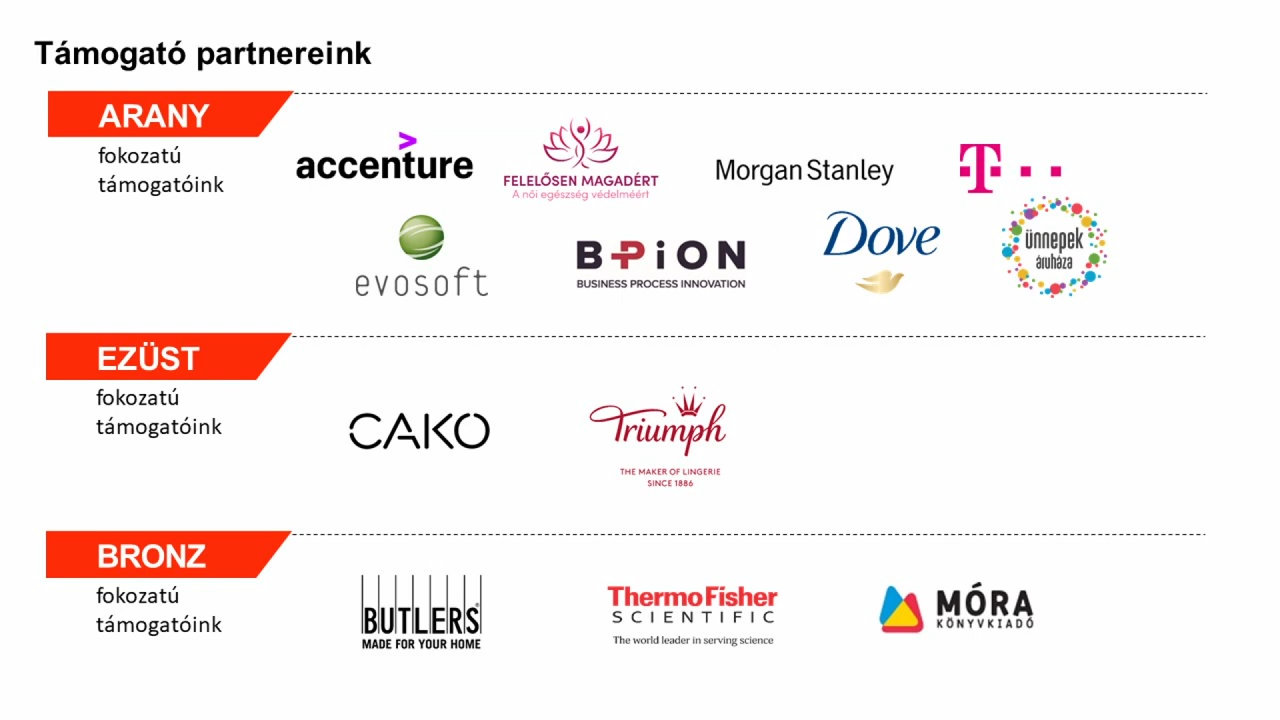 Támogató partnereink
ARANY
fokozatú
támogatóink
accenture
FELELŐSEN MAGADÉRT
A női egészség védelméért
Morgan Stanley
T
evosoft
B+PiON
BUSINESS PROCESS INNOVATION
Dove
ünnepek
áruháza
EZÜST
fokozatú
támogatóink
CAKO
Triumph
THE MAKER OF LINGERIE
SINCE 1886
BRONZ
fokozatú
támogatóink
BUTLERS®
MADE FOR YOUR HOME
ThermoFisher
SCIENTIFIC
The world leader in serving science
MÓRA
KÖNYVKIADÓ